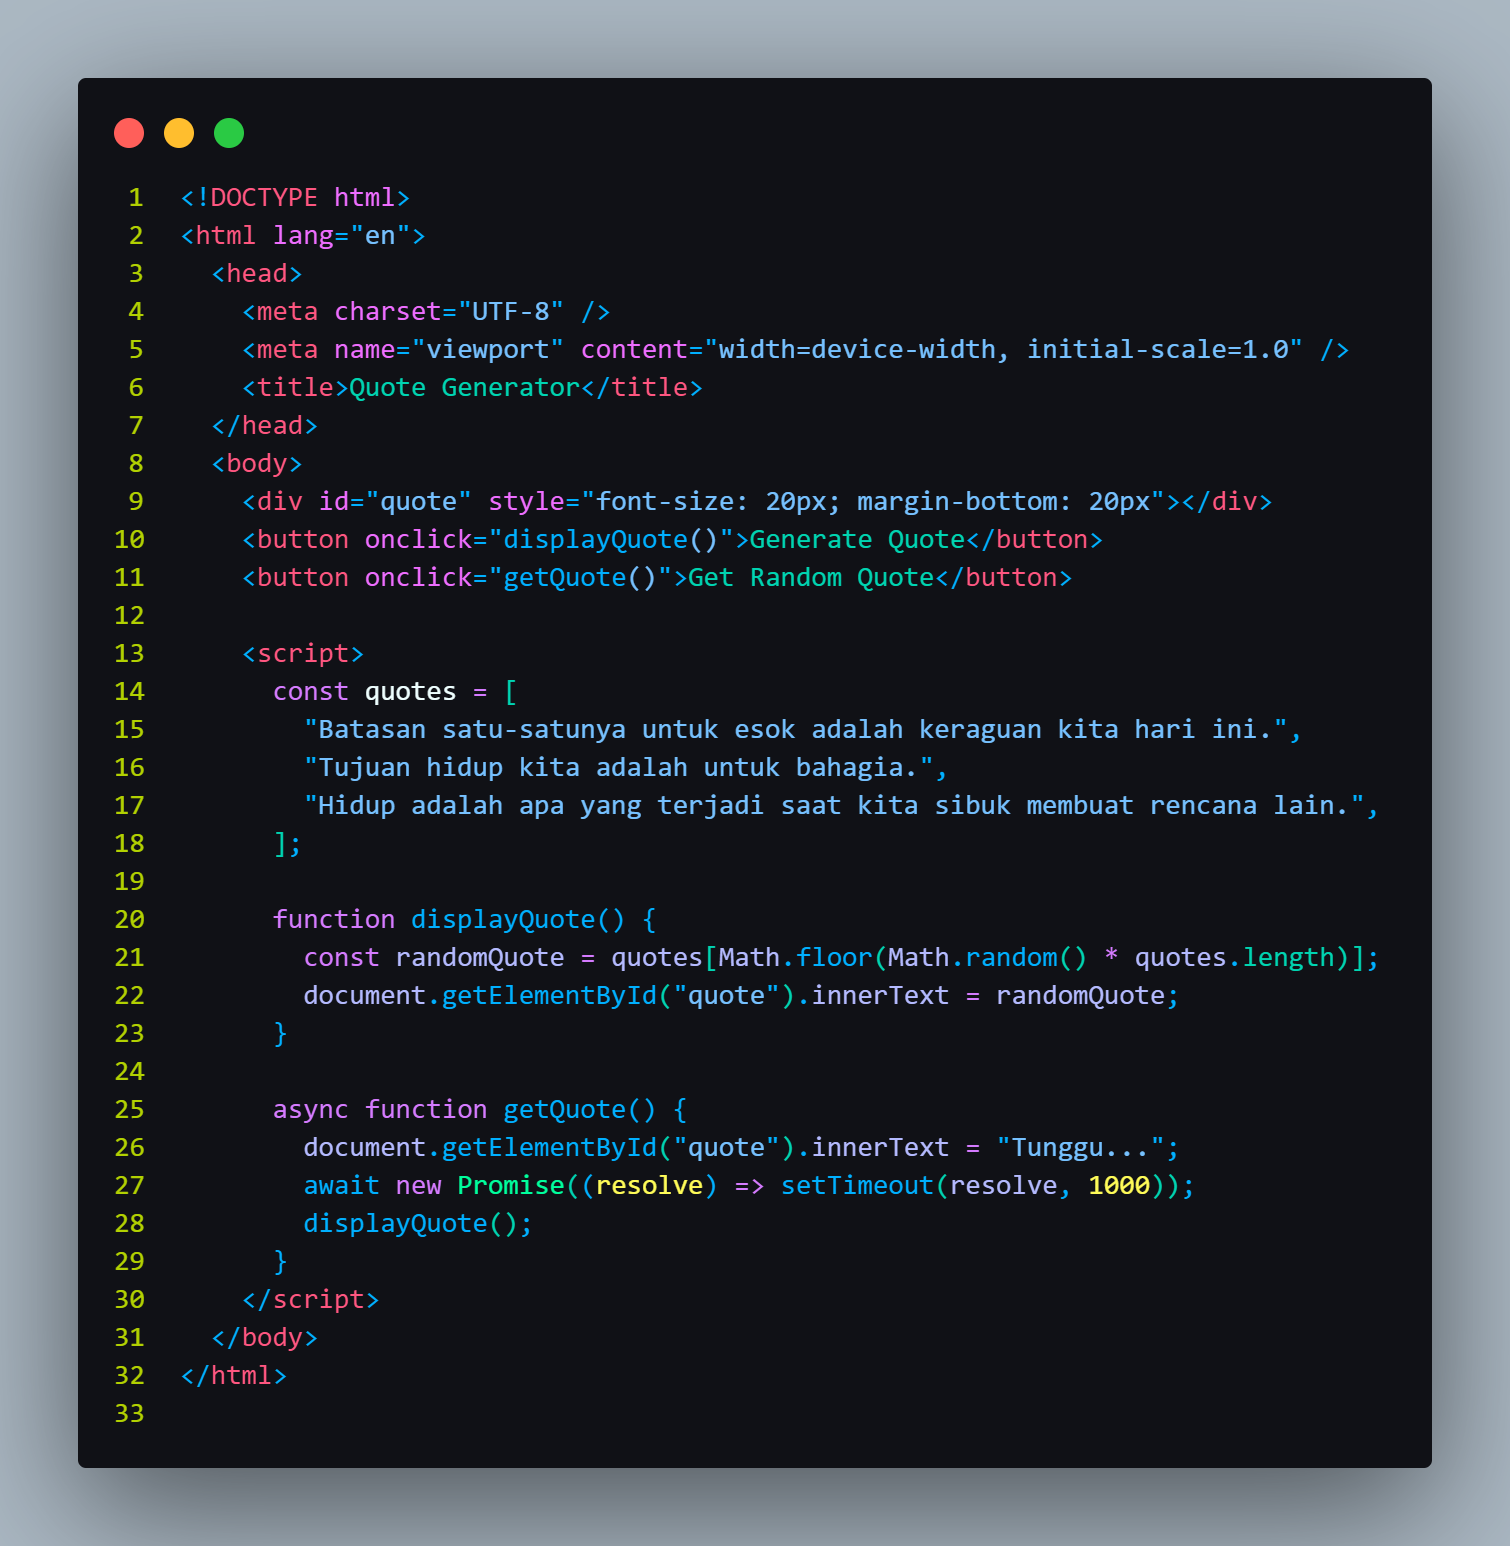 1 <!DOCTYPE html>
2 <html lang="en">
3   <head>
4     <meta charset="UTF-8" />
5     <meta name="viewport" content="width=device-width, initial-scale=1.0" />
6     <title>Quote Generator</title>
7   </head>
8   <body>
9     <div id="quote" style="font-size: 20px; margin-bottom: 20px"></div>
10     <button onclick="displayQuote()">Generate Quote</button>
11     <button onclick="getQuote()">Get Random Quote</button>
12
13     <script>
14       const quotes = [
15         "Batasan satu-satunya untuk esok adalah keraguan kita hari ini.",
16         "Tujuan hidup kita adalah untuk bahagia.",
17         "Hidup adalah apa yang terjadi saat kita sibuk membuat rencana lain.",
18       ];
19
20       function displayQuote() {
21         const randomQuote = quotes[Math.floor(Math.random() * quotes.length)];
22         document.getElementById("quote").innerText = randomQuote;
23       }
24
25       async function getQuote() {
26         document.getElementById("quote").innerText = "Tunggu...";
27         await new Promise((resolve) => setTimeout(resolve, 1000));
28         displayQuote();
29       }
30     </script>
31   </body>
32 </html>
33